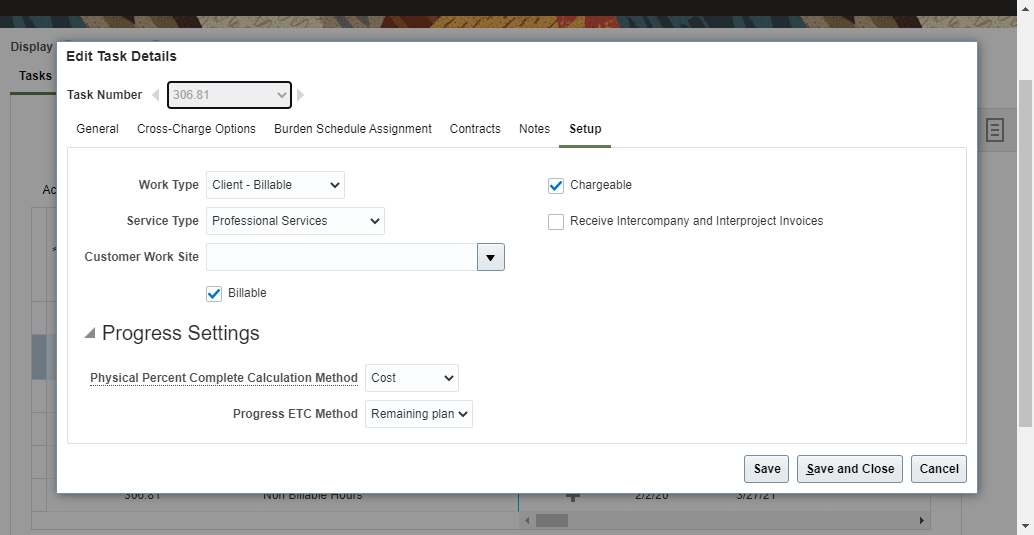 Display
Edit Task Details
Tasks
Task Number 306.81
General Cross-Charge Options Burden Schedule Assignment Contracts Notes Setup
Work Type Client - Billable Chargeable
Ac
Service Type Professional Services Receive Intercompany and Interproject Invoices
Customer Work Site
Billable
Progress Settings
Physical Percent Complete Calculation Method Cost
Progress ETC Method Remaining plan
Save Save and Close Cancel
306.81 Non Billable Hours 2/2/20 3/27/21